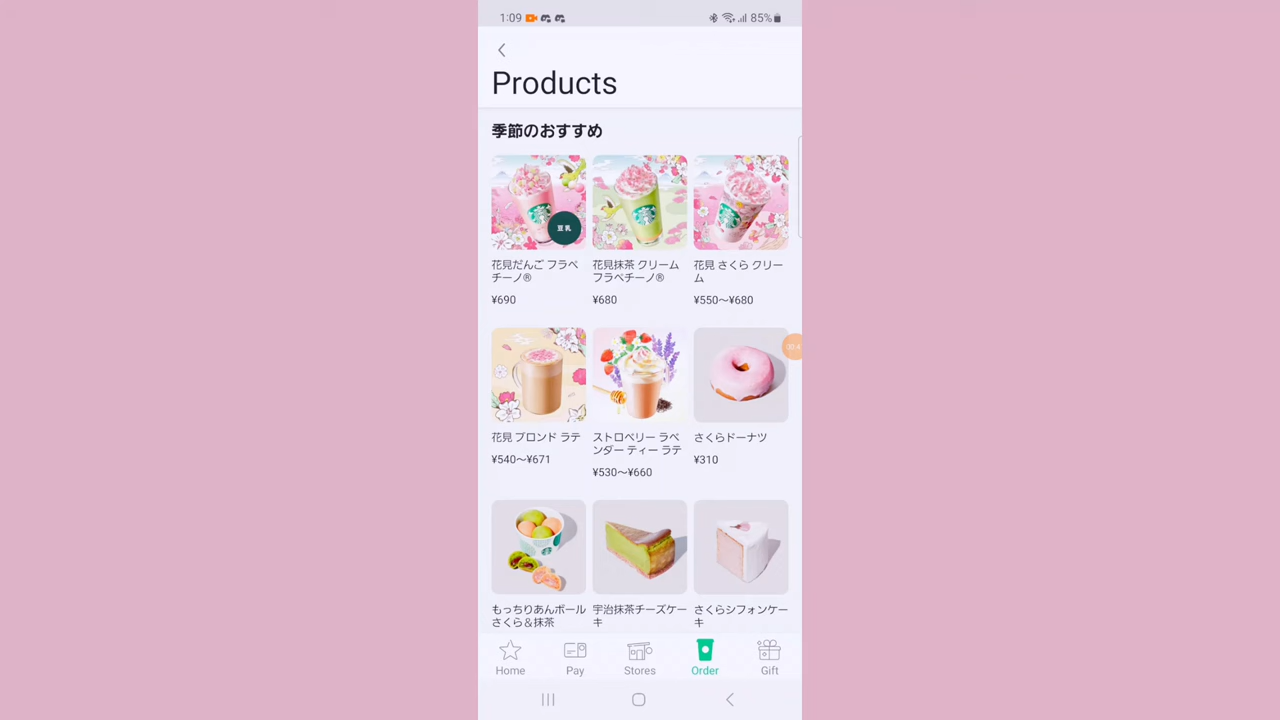 1:09
85%
Products
季節のおすすめ
豆乳
花見だんご フラペ
チーノ®
¥690
花見抹茶 クリーム
フラペチーノ®
¥680
花見 さくら クリー
ム
¥550〜¥680
花見 ブロンド ラテ
¥540〜¥671
ストロベリー ラベ
ンダー ティー ラテ
¥530〜¥660
さくらドーナツ
¥310
もっちりあんボール
さくら＆抹茶
宇治抹茶チーズケー
キ
さくらシフォンケー
キ
Home
Pay
Stores
Order
Gift